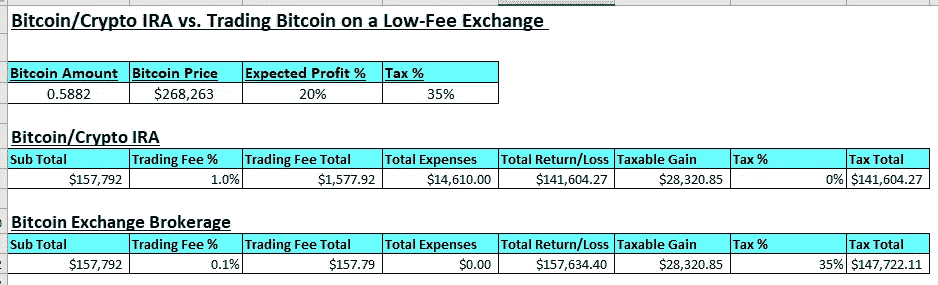 Bitcoin/Crypto IRA vs. Trading Bitcoin on a Low-Fee Exchange
Bitcoin Amount Bitcoin Price Expected Profit % Tax %
0.5882 $268,263 20% 35%
Bitcoin/Crypto IRA
Sub Total Trading Fee % Trading Fee Total Total Expenses Total Return/Loss Taxable Gain Tax % Tax Total
$157,792 1.0% $1,577.92 $14,610.00 $141,604.27 $28,320.85 0% $141,604.27
Bitcoin Exchange Brokerage
Sub Total Trading Fee % Trading Fee Total Total Expenses Total Return/Loss Taxable Gain Tax % Tax Total
$157,792 0.1% $157.79 $0.00 $157,634.40 $28,320.85 35% $147,722.11